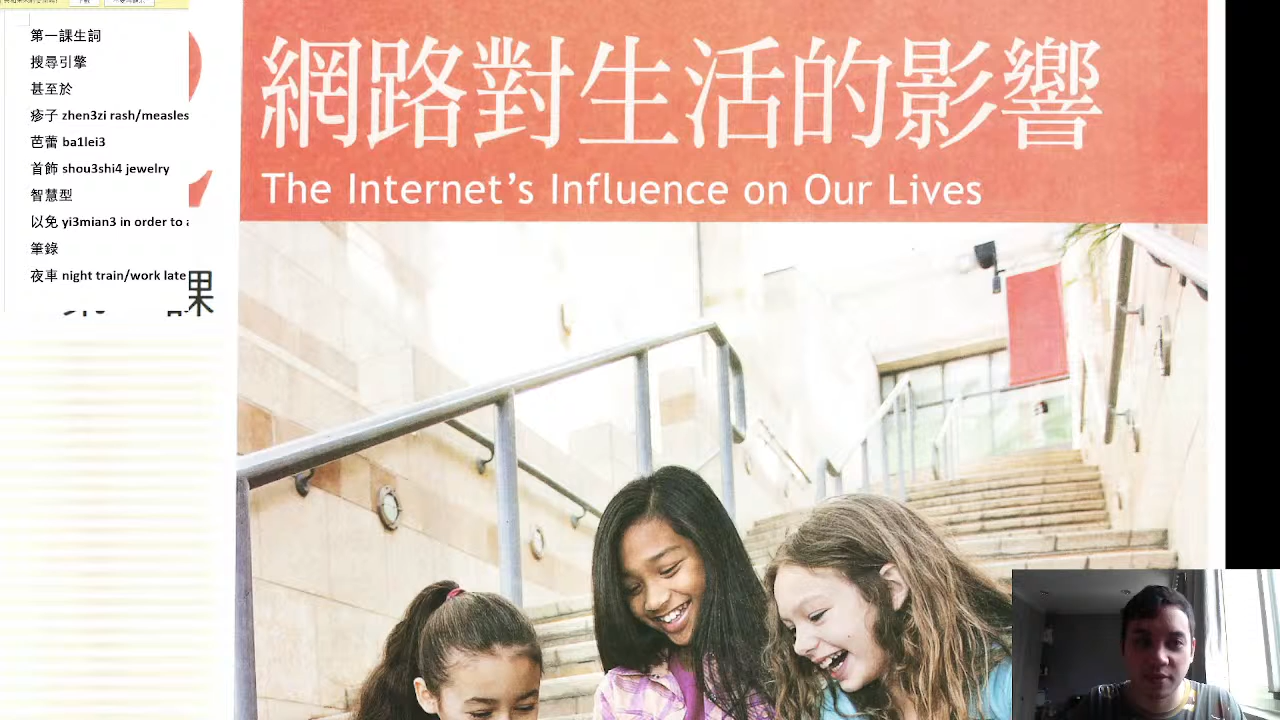 第一課生詞
搜尋引擎
甚至於
疹子 zhen3zi rash/measles
芭蕾 ba1lei3
首飾 shou3shi4 jewelry
智慧型
以免 yi3mian3 in order to a
筆錄
夜車 night train/work late
課
網路對生活的影響
The Internet's Influence on Our Lives